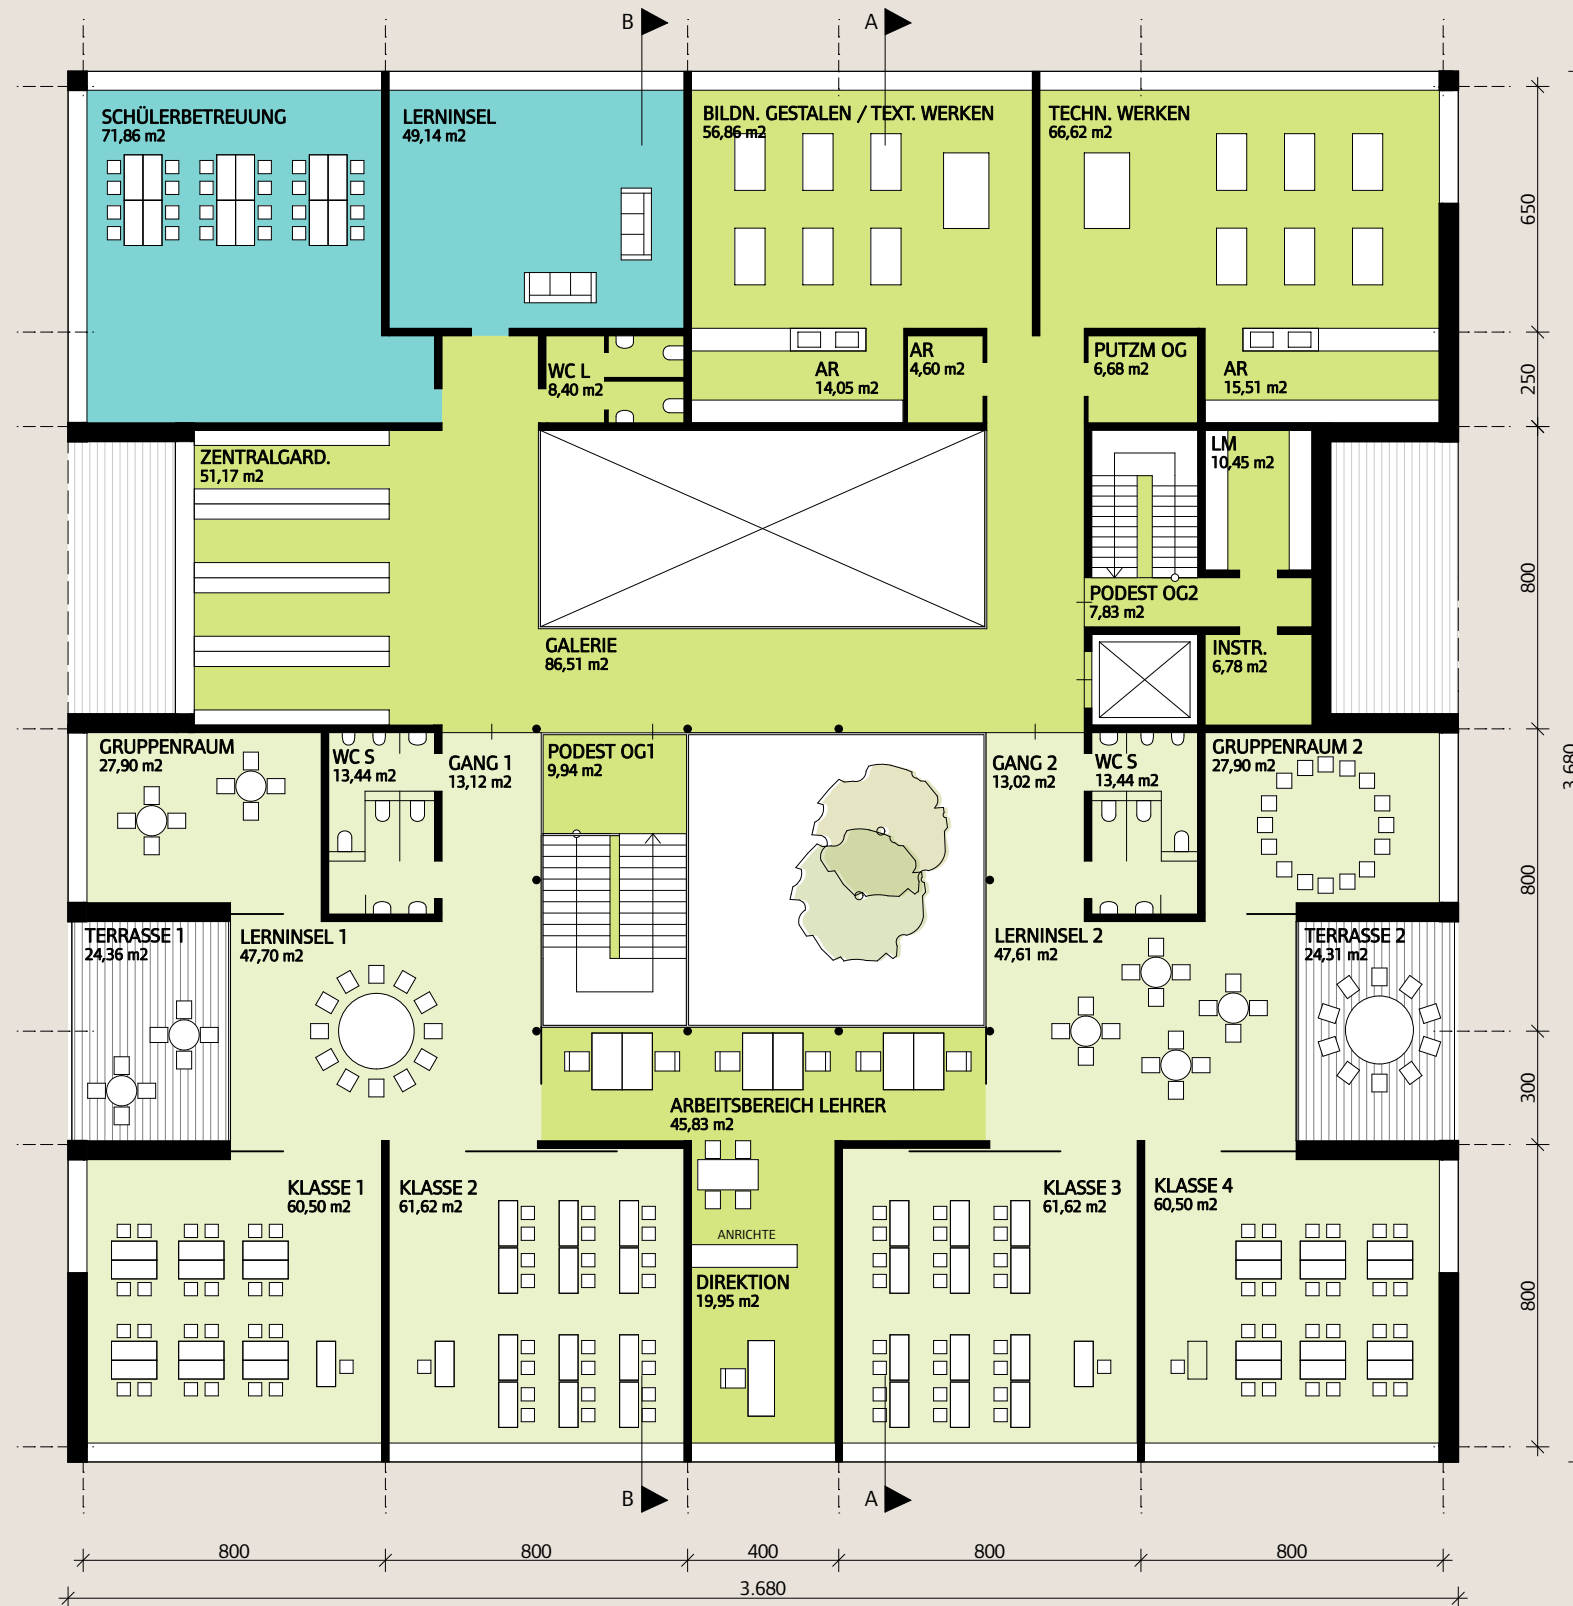 B
A
SCHÜLERBETREUUNG
71,86 m2
LERNINSEL
49,14 m2
BILDN. GESTALEN / TEXT. WERKEN
56,86 m2
TECHN. WERKEN
66,62 m2
650
WC L
8,40 m2
AR
14,05 m2
AR
4,60 m2
PUTZM OG
6,68 m2
AR
15,51 m2
250
ZENTRALGARD.
51,17 m2
LM
10,45 m2
800
PODEST OG2
7,83 m2
GALERIE
86,51 m2
INSTR.
6,78 m2
GRUPPENRAUM
27,90 m2
WC S
13,44 m2
GANG 1
13,12 m2
PODEST OG1
9,94 m2
GANG 2
13,02 m2
WC S
13,44 m2
GRUPPENRAUM 2
27,90 m2
3.680
800
TERRASSE 1
24,36 m2
LERNINSEL 1
47,70 m2
LERNINSEL 2
47,61 m2
TERRASSE 2
24,31 m2
300
ARBEITSBEREICH LEHRER
45,83 m2
KLASSE 1
60,50 m2
KLASSE 2
61,62 m2
ANRICHTE
DIREKTION
19,95 m2
KLASSE 3
61,62 m2
KLASSE 4
60,50 m2
800
B
A
800
800
400
800
800
3.680